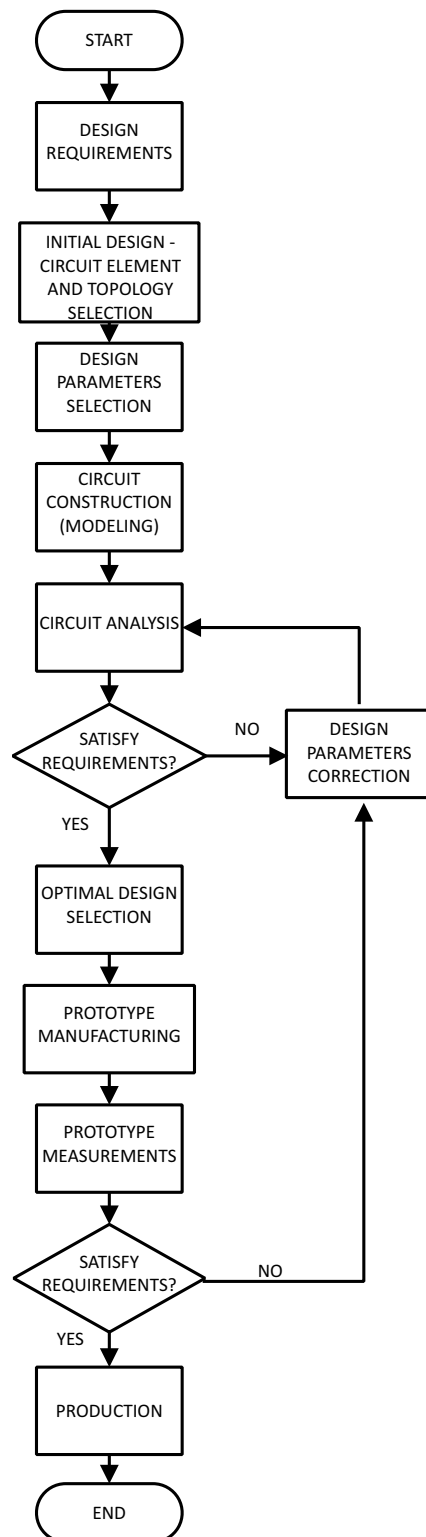 START
DESIGN
REQUIREMENTS
INITIAL DESIGN -
CIRCUIT ELEMENT
AND TOPOLOGY
SELECTION
DESIGN
PARAMETERS
SELECTION
CIRCUIT
CONSTRUCTION
(MODELING)
CIRCUIT ANALYSIS
SATISFY
REQUIREMENTS?
NO
DESIGN
PARAMETERS
CORRECTION
YES
OPTIMAL DESIGN
SELECTION
PROTOTYPE
MANUFACTURING
PROTOTYPE
MEASUREMENTS
SATISFY
REQUIREMENTS?
NO
YES
PRODUCTION
END